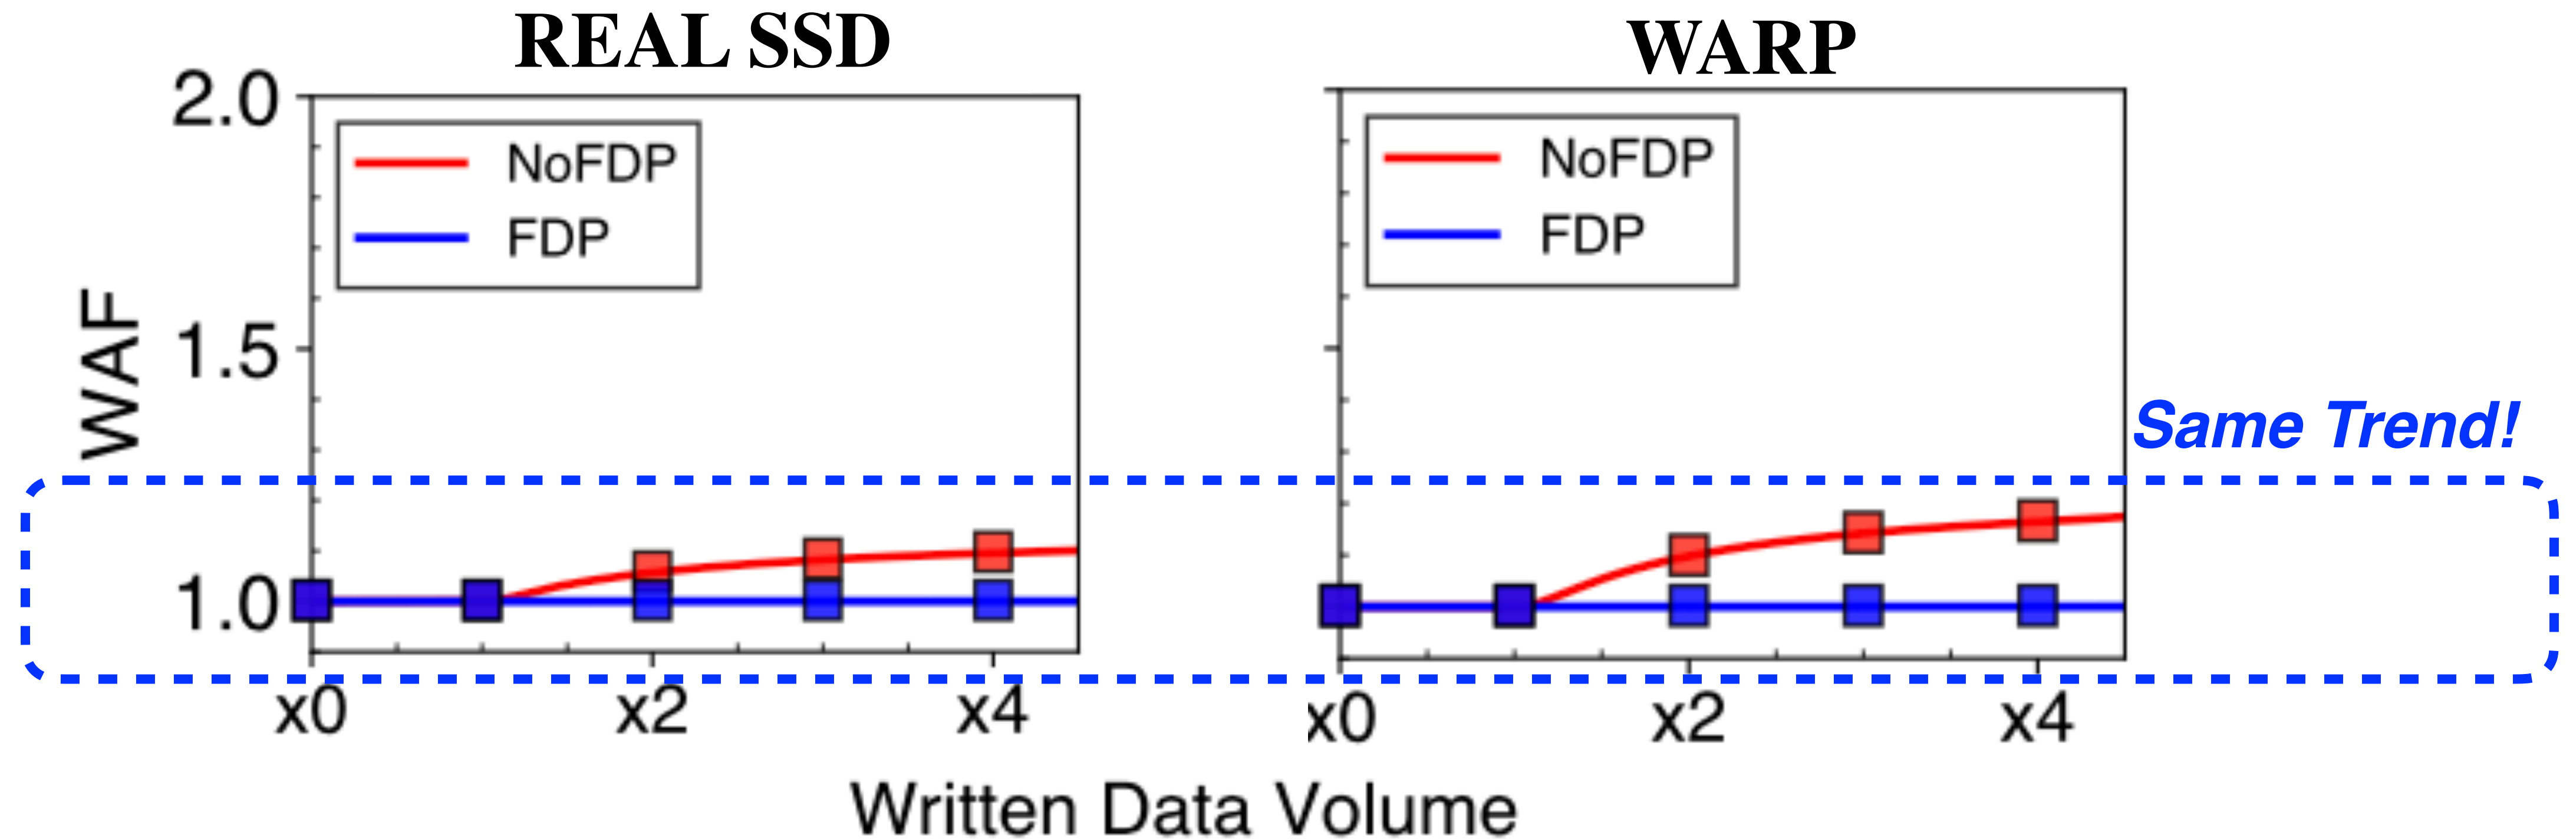 REAL SSD
WARP
2.0
1.5
1.0
WAF
NoFDP
FDP
NoFDP
FDP
Same Trend!
x0
x2
x4
x0
x2
x4
Written Data Volume